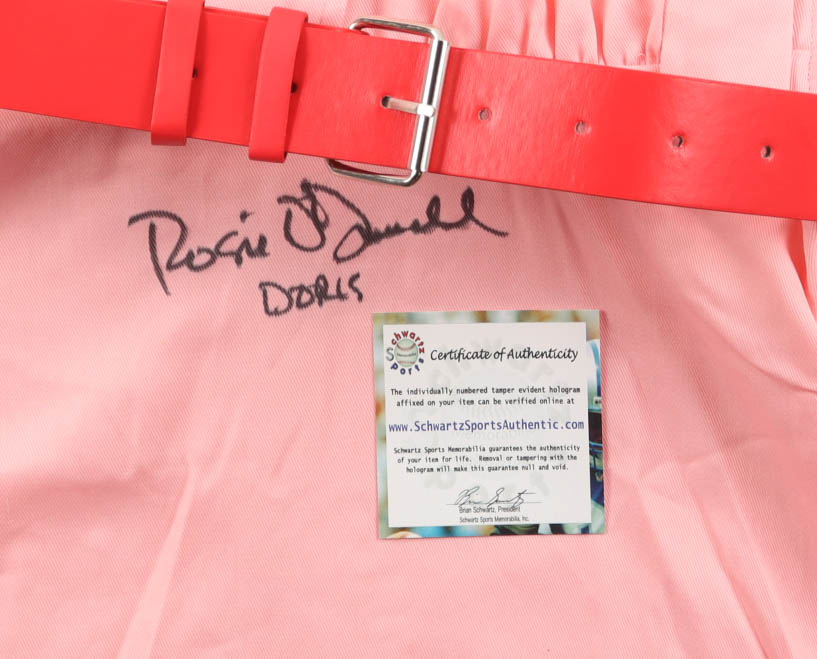 Rosie O'Donnell
DORIS
Schwartz
Sports
Certificate of Authenticity
The individually numbered tamper evident hologram
affixed on your item can be verified online at
www.SchwartzSportsAuthentic.com
Schwartz Sports Memorabilia guarantees the authenticity
of your item for life. Removal or tampering with the
hologram will make this guarantee null and void.
Brian Schwartz, President
Schwartz Sports Memorabilia, Inc.